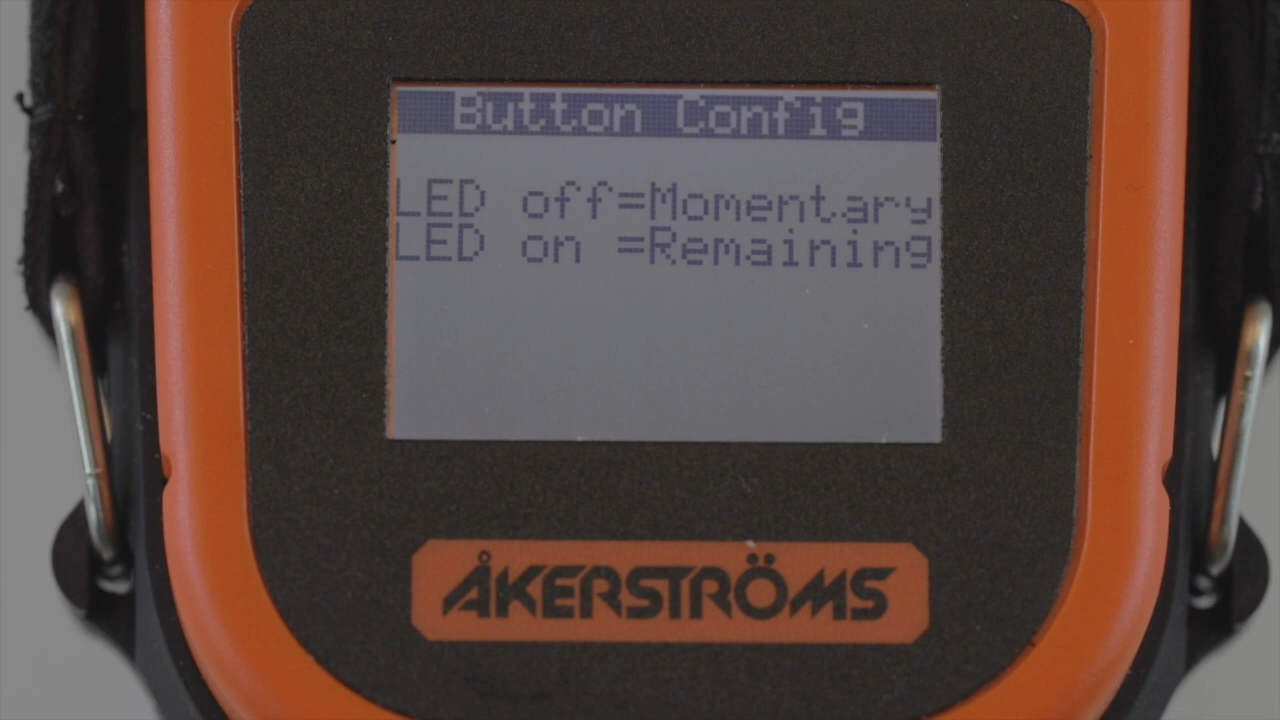 Button Config
LED off=Momentary
LED on =Remaining
ÅKERSTRÖMS